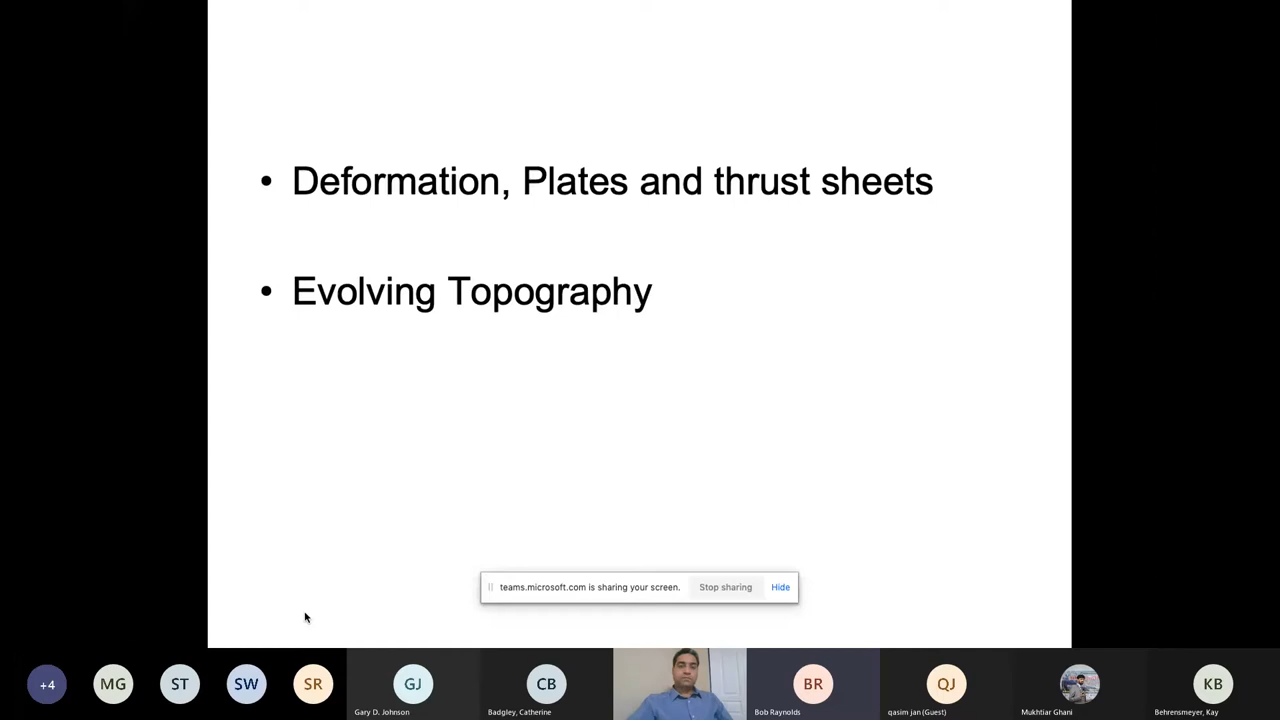 • Deformation, Plates and thrust sheets
• Evolving Topography
teams.microsoft.com is sharing your screen. Stop sharing Hide
+4 MG ST SW SR GJ CB BR QJ KB
Gary D. Johnson Badgley, Catherine Bob Raynolds qasim jan (Guest) Mukhtiar Ghani Behrensmeyer, Kay